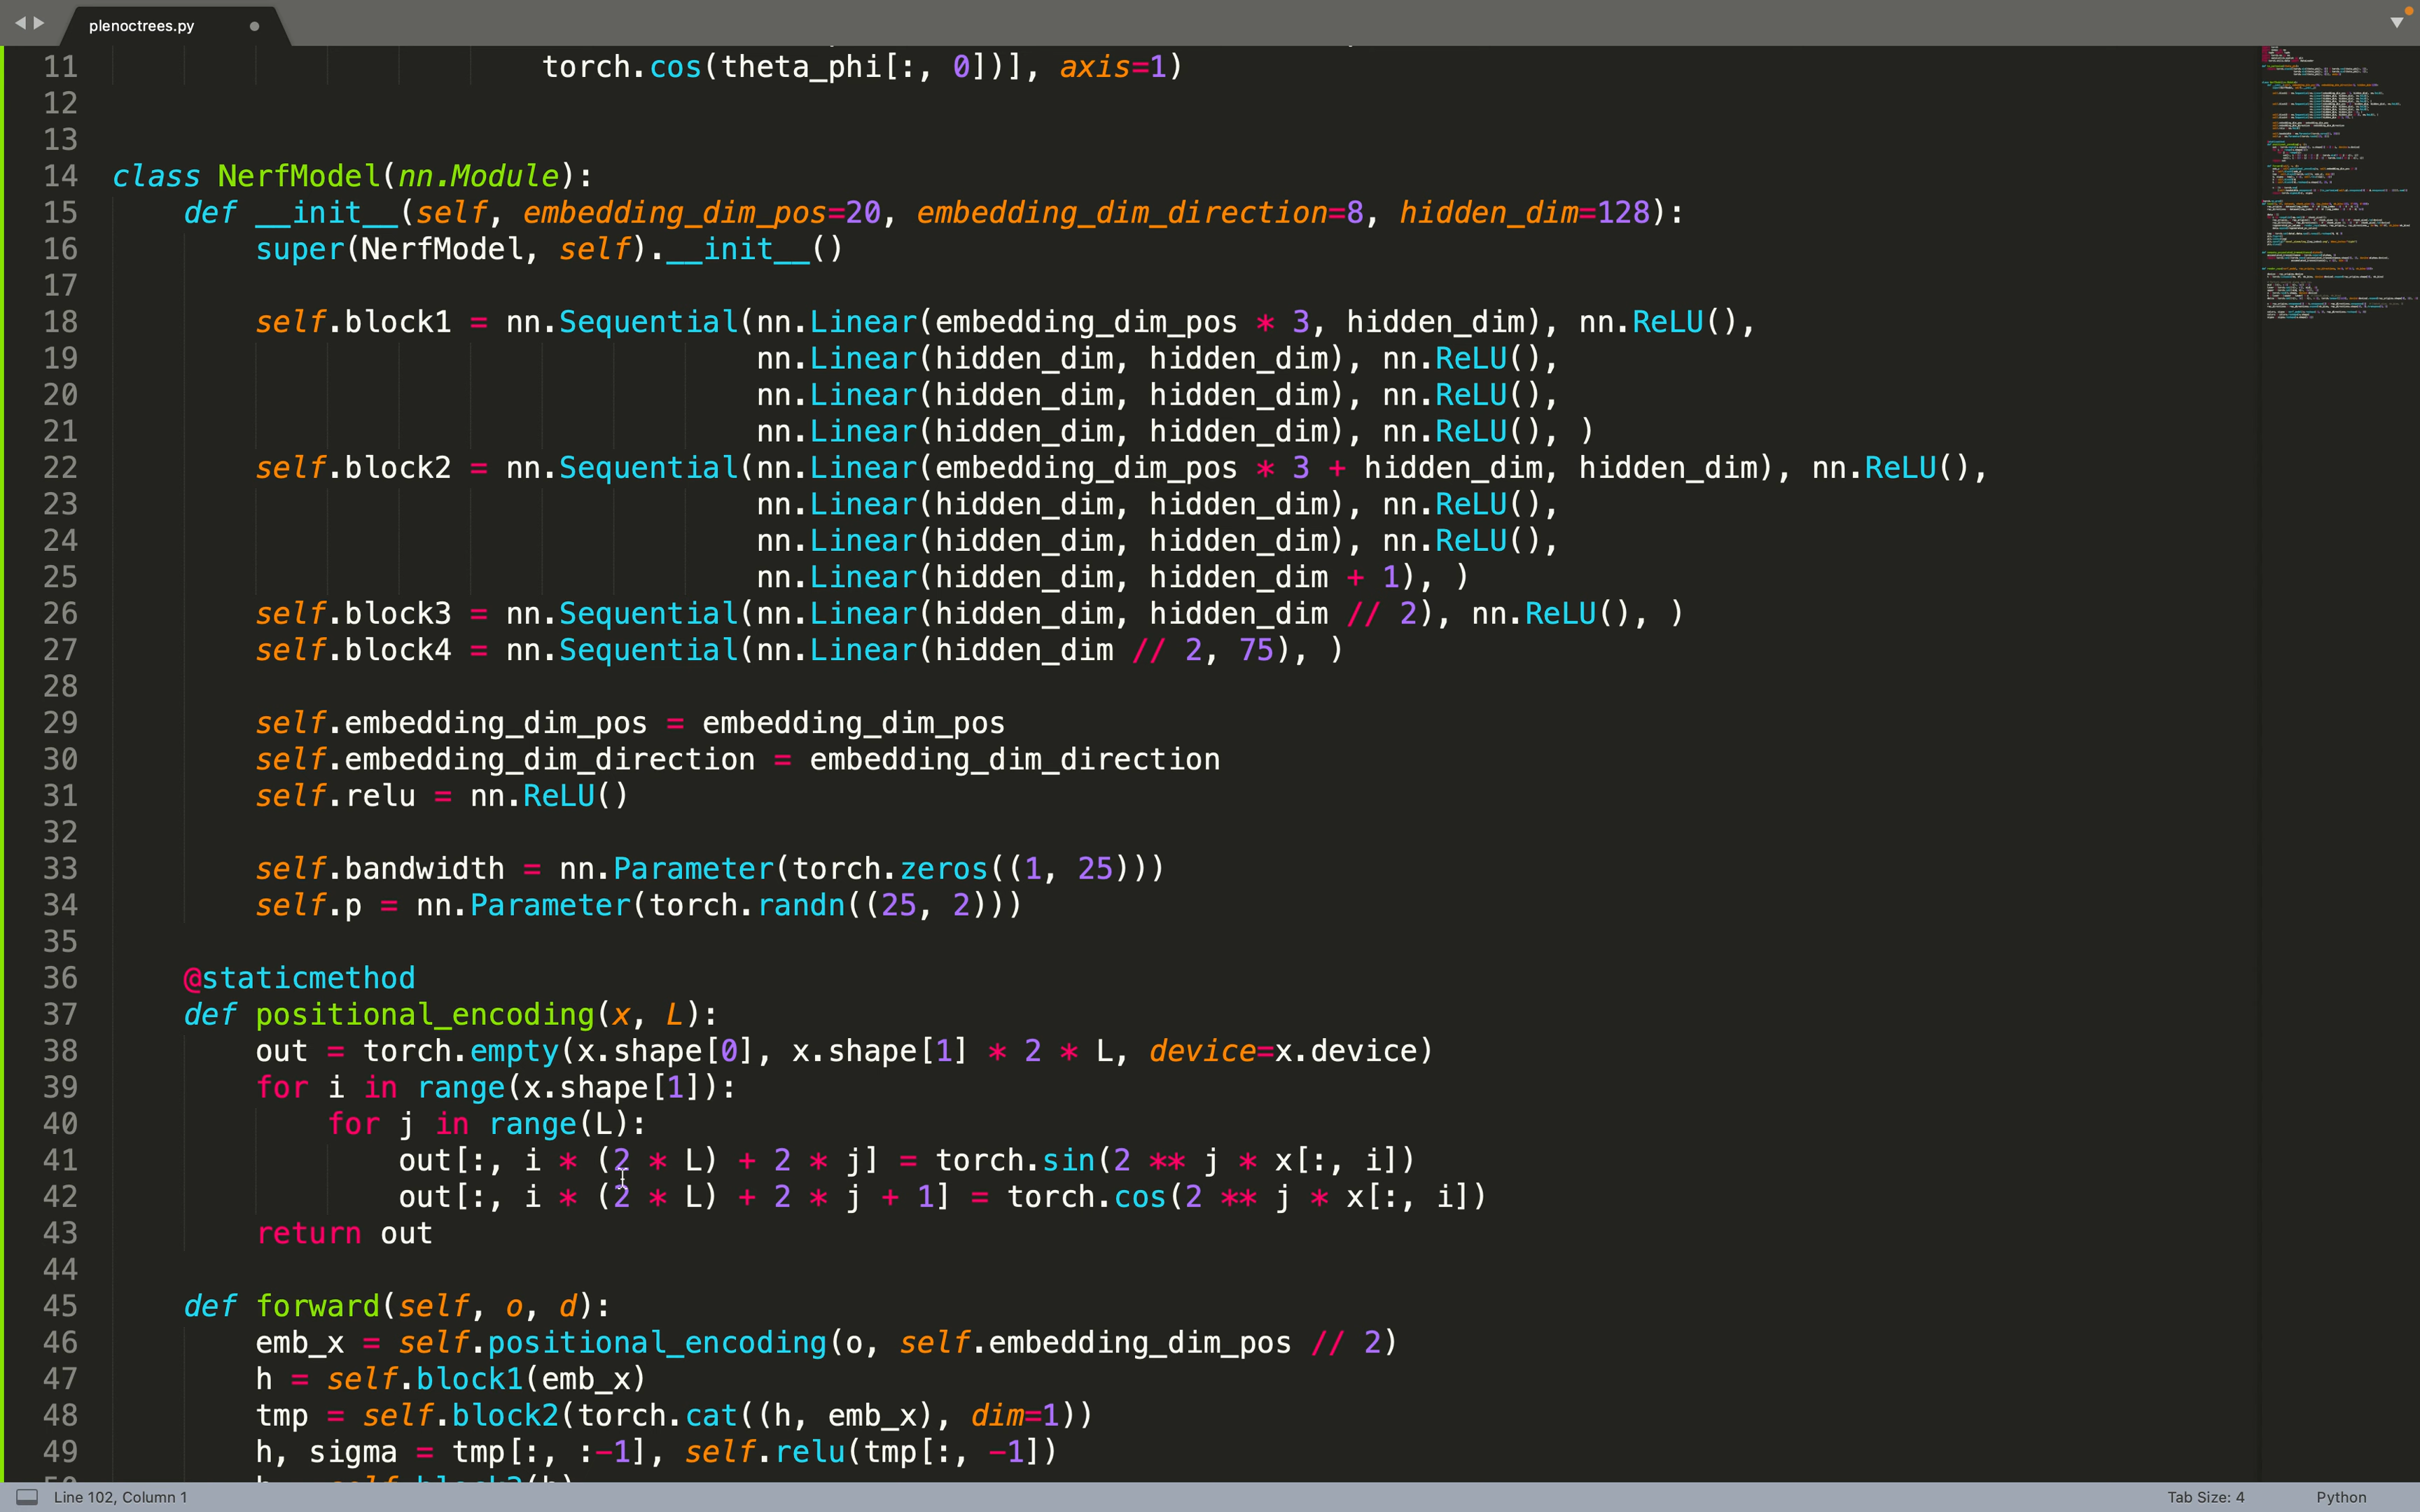 plenoctrees.py
11 torch.cos(theta_phi[:, 0])], axis=1)
12
13
14 class NerfModel(nn.Module):
15 def __init__(self, embedding_dim_pos=20, embedding_dim_direction=8, hidden_dim=128):
16 super(NerfModel, self).__init__()
17
18 self.block1 = nn.Sequential(nn.Linear(embedding_dim_pos * 3, hidden_dim), nn.ReLU(),
19 nn.Linear(hidden_dim, hidden_dim), nn.ReLU(),
20 nn.Linear(hidden_dim, hidden_dim), nn.ReLU(),
21 nn.Linear(hidden_dim, hidden_dim), nn.ReLU(), )
22 self.block2 = nn.Sequential(nn.Linear(embedding_dim_pos * 3 + hidden_dim, hidden_dim), nn.ReLU(),
23 nn.Linear(hidden_dim, hidden_dim), nn.ReLU(),
24 nn.Linear(hidden_dim, hidden_dim), nn.ReLU(),
25 nn.Linear(hidden_dim, hidden_dim + 1), )
26 self.block3 = nn.Sequential(nn.Linear(hidden_dim, hidden_dim // 2), nn.ReLU(), )
27 self.block4 = nn.Sequential(nn.Linear(hidden_dim // 2, 75), )
28
29 self.embedding_dim_pos = embedding_dim_pos
30 self.embedding_dim_direction = embedding_dim_direction
31 self.relu = nn.ReLU()
32
33 self.bandwidth = nn.Parameter(torch.zeros((1, 25)))
34 self.p = nn.Parameter(torch.randn((25, 2)))
35
36 @staticmethod
37 def positional_encoding(x, L):
38 out = torch.empty(x.shape[0], x.shape[1] * 2 * L, device=x.device)
39 for i in range(x.shape[1]):
40 for j in range(L):
41 out[:, i * (2 * L) + 2 * j] = torch.sin(2 ** j * x[:, i])
42 out[:, i * (2 * L) + 2 * j + 1] = torch.cos(2 ** j * x[:, i])
43 return out
44
45 def forward(self, o, d):
46 emb_x = self.positional_encoding(o, self.embedding_dim_pos // 2)
47 h = self.block1(emb_x)
48 tmp = self.block2(torch.cat((h, emb_x), dim=1))
49 h, sigma = tmp[:, :-1], self.relu(tmp[:, -1])
Line 102, Column 1
Tab Size: 4
Python